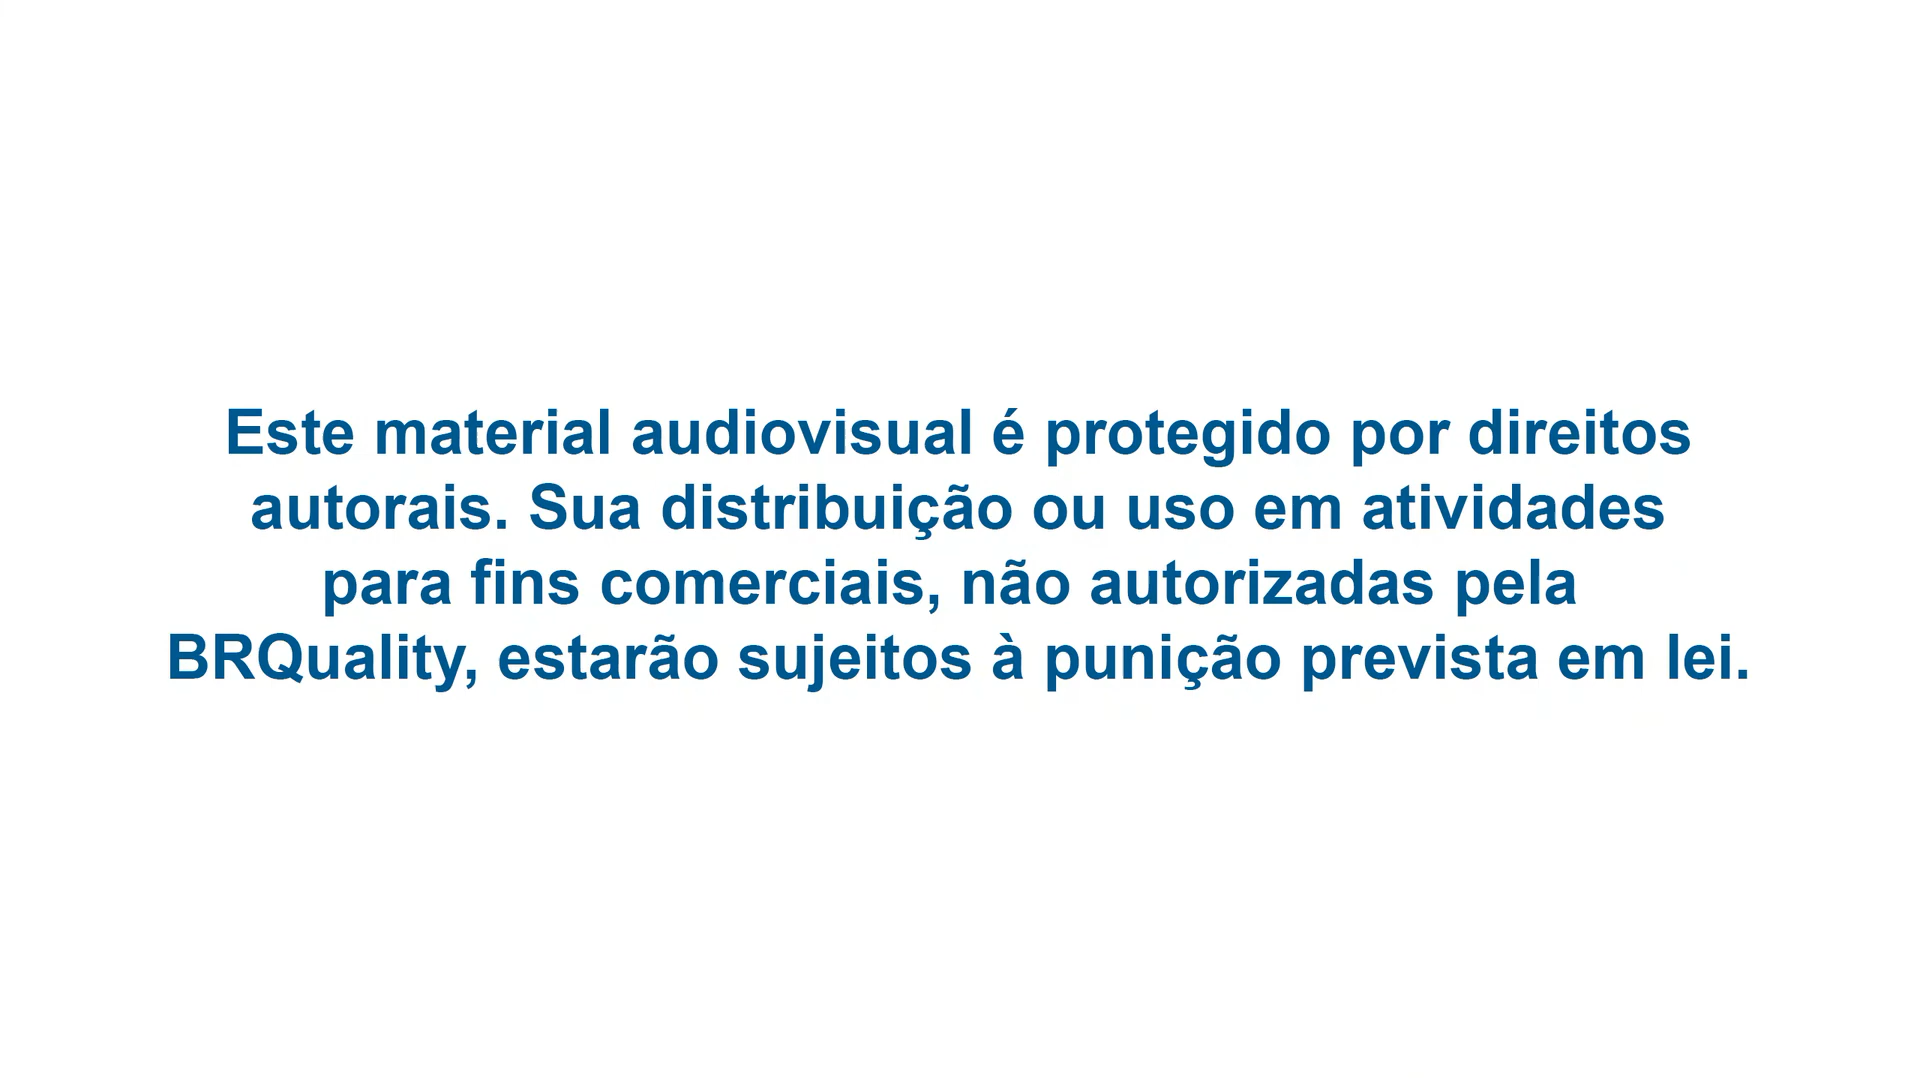 Este material audiovisual é protegido por direitos
autorais. Sua distribuição ou uso em atividades
para fins comerciais, não autorizadas pela
BRQuality, estarão sujeitos à punição prevista em lei.